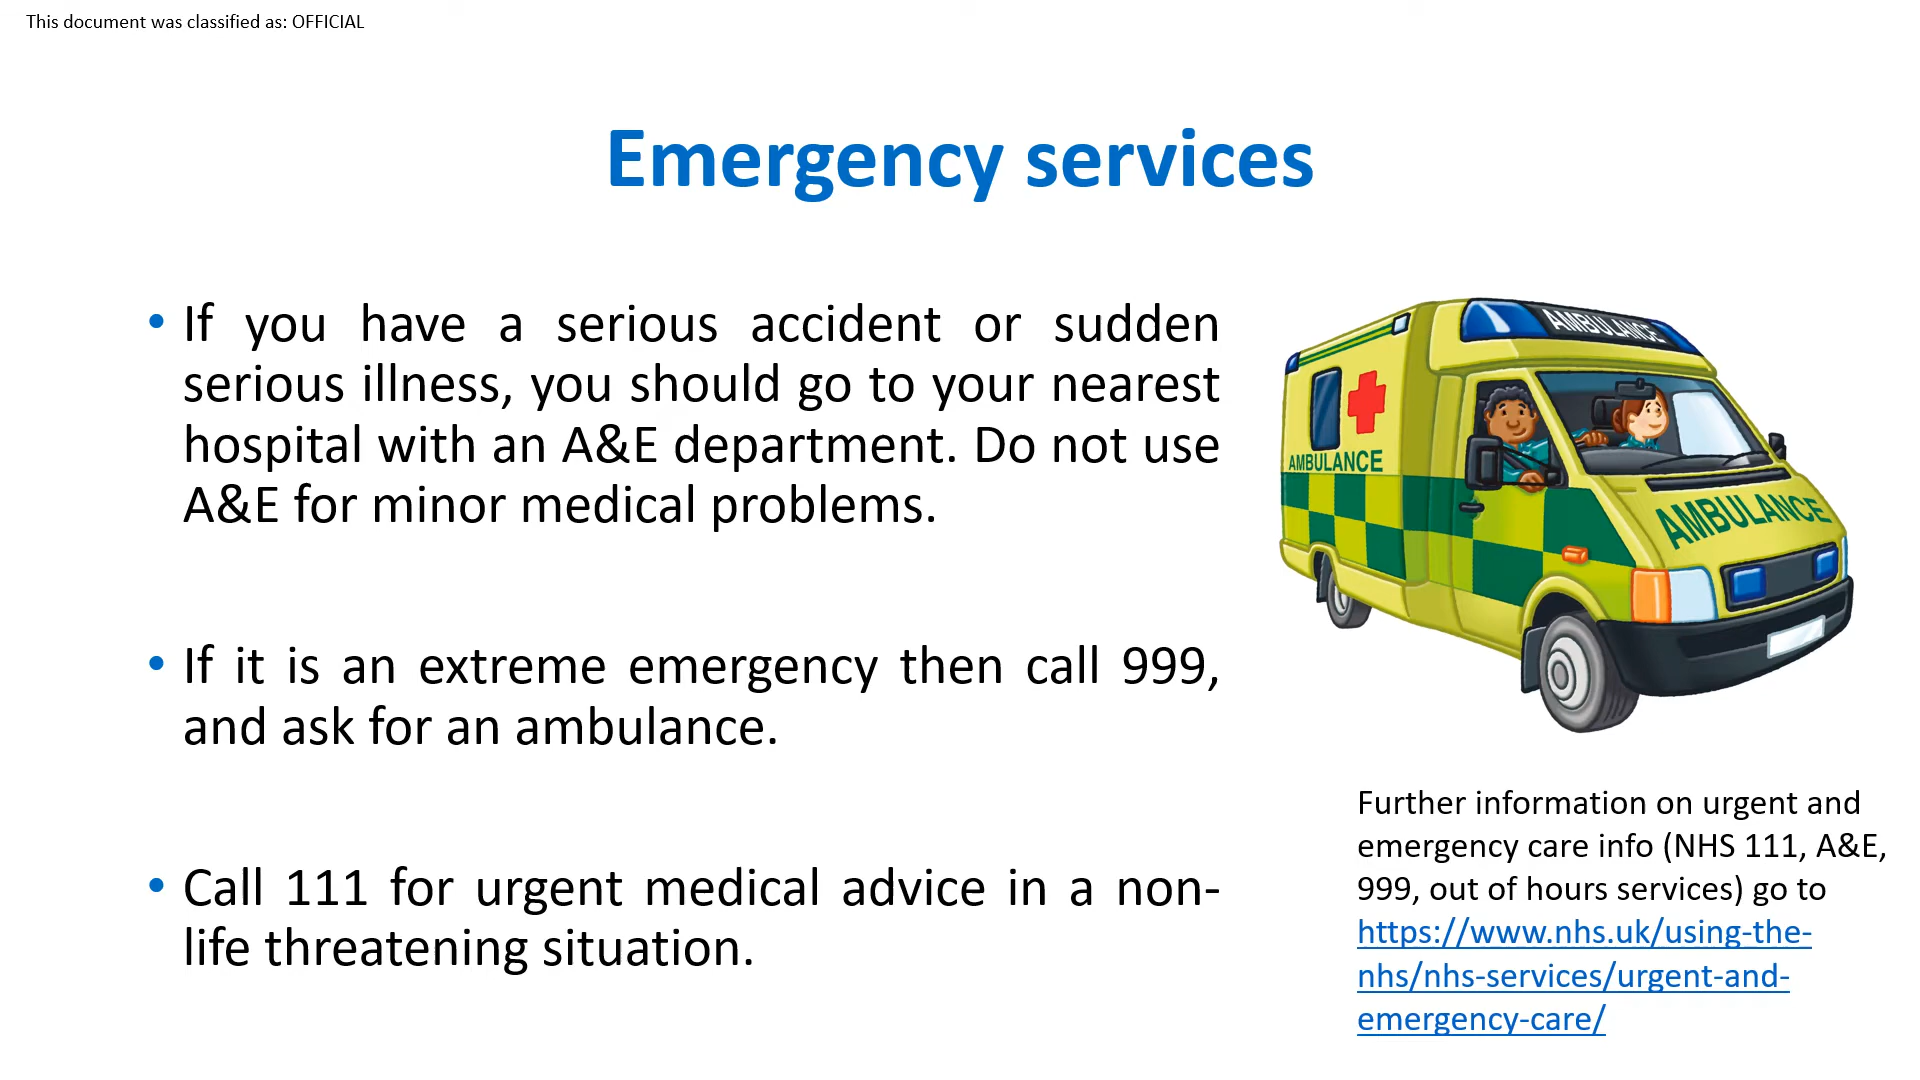 This document was classified as: OFFICIAL
Emergency services
• If you have a serious accident or sudden
serious illness, you should go to your nearest
hospital with an A&E department. Do not use
A&E for minor medical problems.
• If it is an extreme emergency then call 999,
and ask for an ambulance.
• Call 111 for urgent medical advice in a non-
life threatening situation.
AMBULANCE
AMBULANCE
AMBULANCE
Further information on urgent and
emergency care info (NHS 111, A&E,
999, out of hours services) go to
https://www.nhs.uk/using-the-
nhs/nhs-services/urgent-and-
emergency-care/